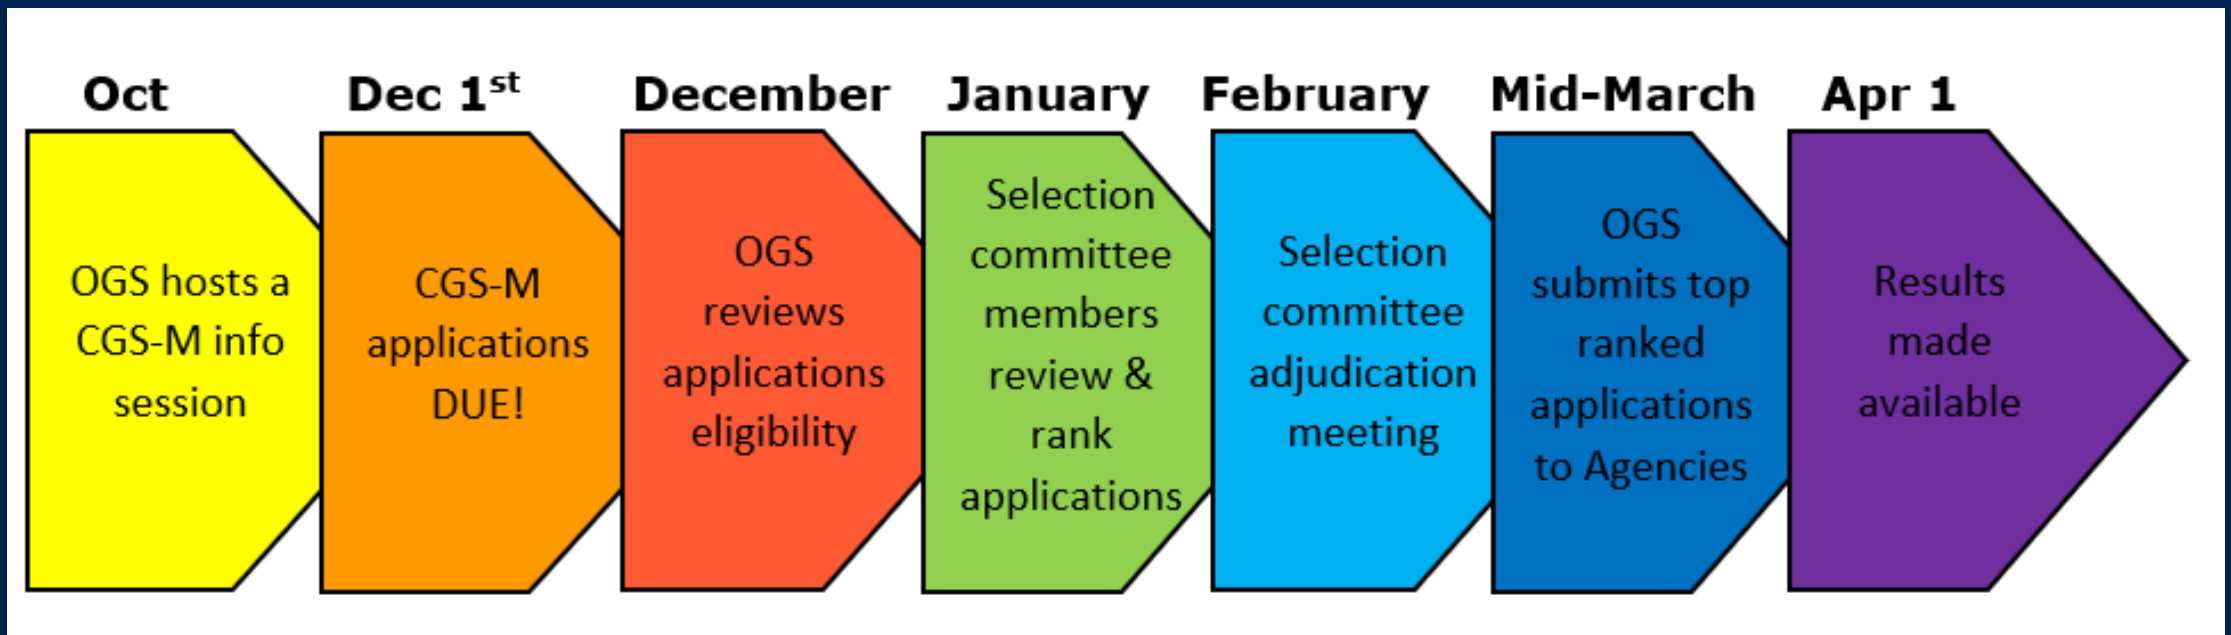 Oct
OGS hosts a
CGS-M info
session
Dec 1st
CGS-M
applications
DUE!
December
OGS
reviews
applications
eligibility
January
Selection
committee
members
review &
rank
applications
February
Selection
committee
adjudication
meeting
Mid-March
OGS
submits top
ranked
applications
to Agencies
Apr 1
Results
made
available